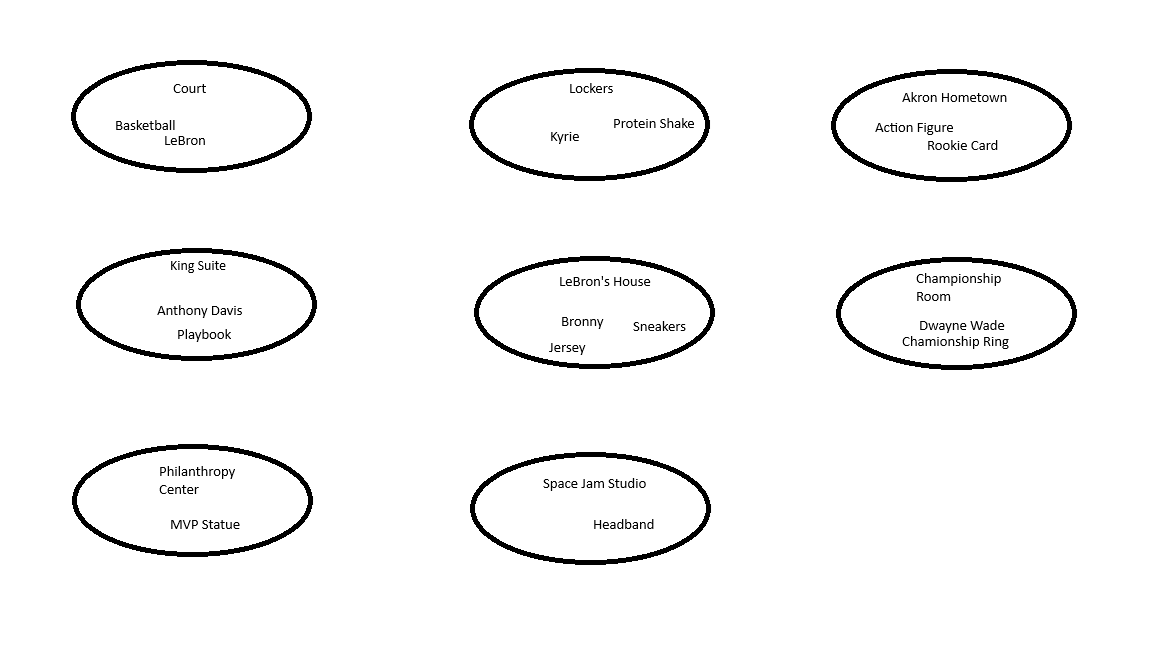 Court
Basketball
LeBron
Lockers
Protein Shake
Kyrie
Akron Hometown
Action Figure
Rookie Card
King Suite
Anthony Davis
Playbook
LeBron's House
Bronny
Sneakers
Jersey
Championship
Room
Dwayne Wade
Chamionship Ring
Philanthropy
Center
MVP Statue
Space Jam Studio
Headband